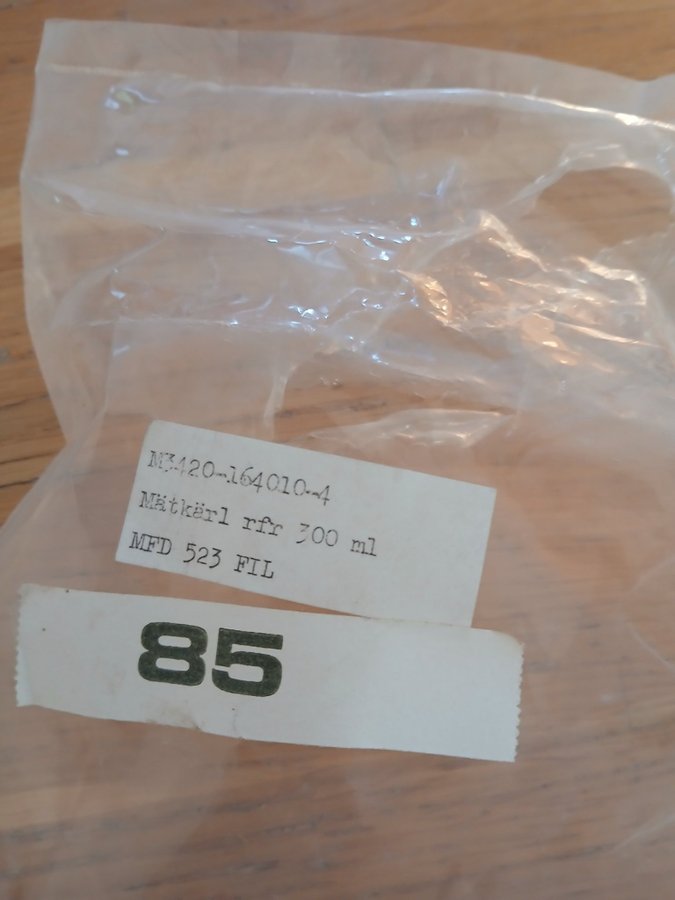 M3420-164010-4
Mätkärl rfr 300 ml
MFD 523 FIL
85